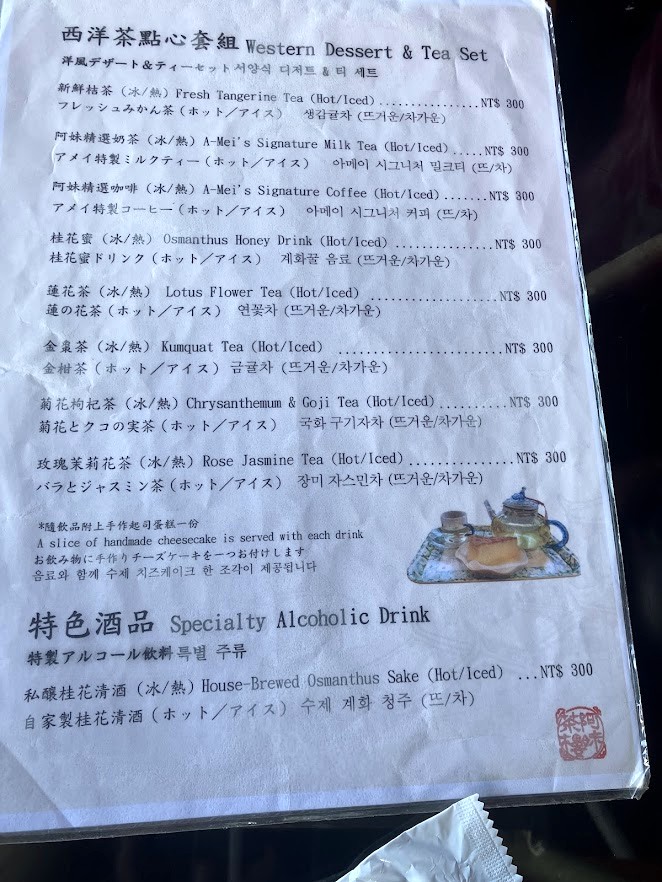 西洋茶點心套組 Western Dessert & Tea Set
洋風デザート＆ティーセット서양식 디저트 & 티 세트
新鮮桔茶（冰/熱）Fresh Tangerine Tea (Hot/Iced)................NT$ 300
フレッシュみかん茶（ホット／アイス） 생감귤차 (뜨거운/차가운)
阿妹精選奶茶（冰/熱）A-Mei's Signature Milk Tea (Hot/Iced).....NT$ 300
アメイ特製ミルクティー（ホット／アイス） 아메이 시그니처 밀크티 (뜨/차)
阿妹精選咖啡（冰/熱）A-Mei's Signature Coffee (Hot/Iced).......NT$ 300
アメイ特製コーヒー（ホット／アイス） 아메이 시그니처 커피 (뜨/차)
桂花蜜（冰/熱） Osmanthus Honey Drink (Hot/Iced) ...............NT$ 300
桂花蜜ドリンク（ホット／アイス） 계화꿀 음료 (뜨거운/차가운)
蓮花茶（冰/熱） Lotus Flower Tea (Hot/Iced) ...................NT$ 300
蓮の花茶（ホット／アイス） 연꽃차 (뜨거운/차가운)
金棗茶（冰/熱）Kumquat Tea (Hot/Iced) .........................NT$ 300
金柑茶（ホット／アイス）금귤차 (뜨거운/차가운)
菊花枸杞茶（冰/熱）Chrysanthemum & Goji Tea (Hot/Iced)..........NT$ 300
菊花とクコの実茶（ホット／アイス） 국화 구기자차 (뜨거운/차가운)
玫瑰茉莉花茶（冰/熱）Rose Jasmine Tea (Hot/Iced)...............NT$ 300
バラとジャスミン茶（ホット／アイス） 장미 자스민차 (뜨거운/차가운)
*隨飲品附上手作起司蛋糕一份
A slice of handmade cheesecake is served with each drink
お飲み物に手作りチーズケーキを一つお付けします
음료와 함께 수제 치즈케이크 한 조각이 제공됩니다
特色酒品 Specialty Alcoholic Drink
特製アルコール飲料특별 주류
私釀桂花清酒（冰/熱）House-Brewed Osmanthus Sake (Hot/Iced) ...NT$ 300
自家製桂花清酒（ホット／アイス）수제 계화 청주 (뜨/차)
阿妹茶樓